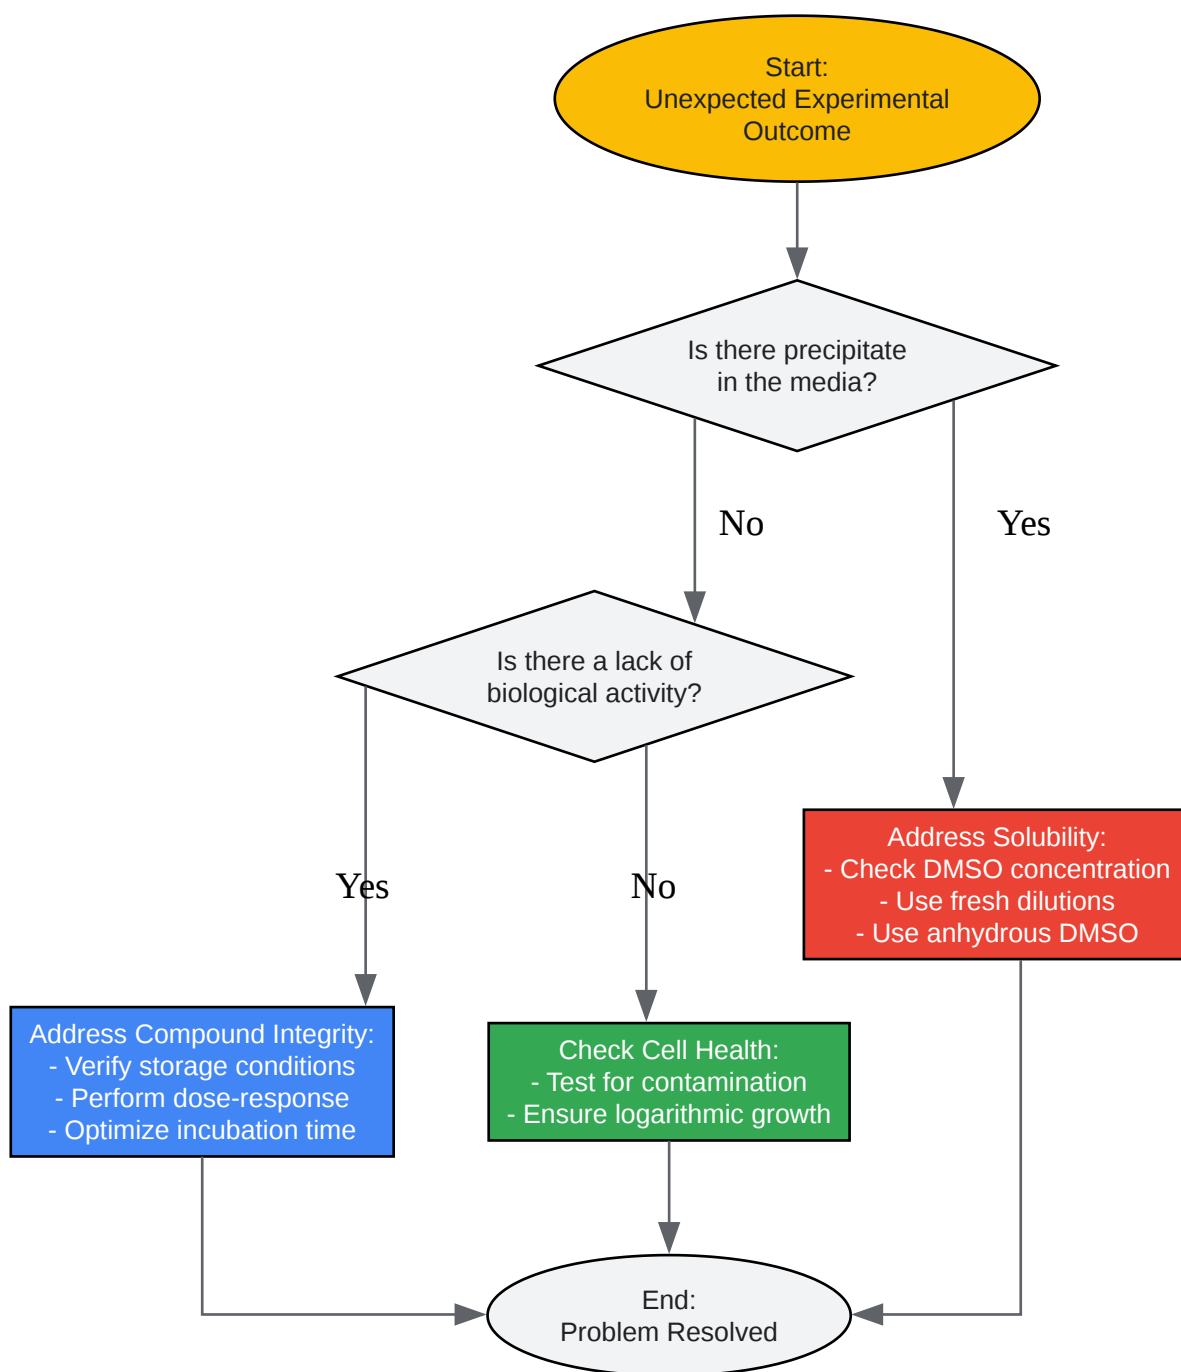 Start:
Unexpected Experimental
Outcome
Is there precipitate
in the media?
No
Yes
Is there a lack of
biological activity?
Yes
No
Address Solubility:
- Check DMSO concentration
- Use fresh dilutions
- Use anhydrous DMSO
Address Compound Integrity:
- Verify storage conditions
- Perform dose-response
- Optimize incubation time
Check Cell Health:
- Test for contamination
- Ensure logarithmic growth
End:
Problem Resolved